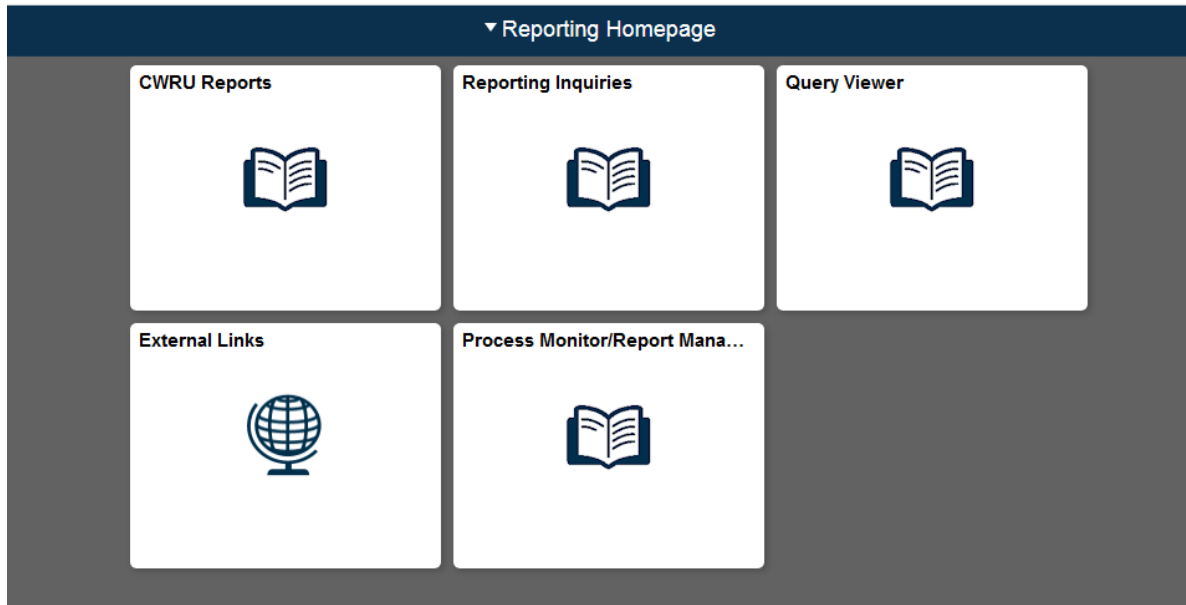 Reporting Homepage
CWRU Reports
Reporting Inquiries
Query Viewer
External Links
Process Monitor/Report Mana...